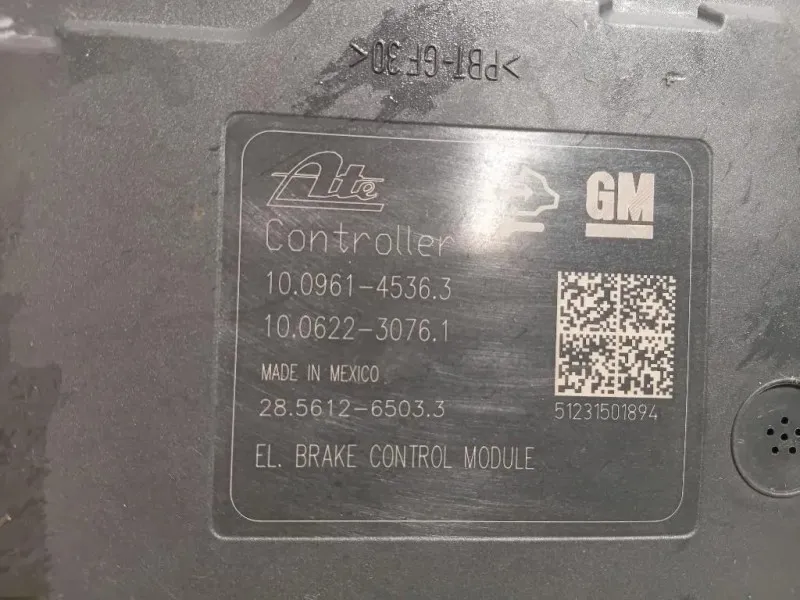 >PBT-GF30<
Ate
GM
Controller
10.0961-4536.3
10.0622-3076.1
MADE IN MEXICO
28.5612-6503.3
51231501894
EL. BRAKE CONTROL MODULE